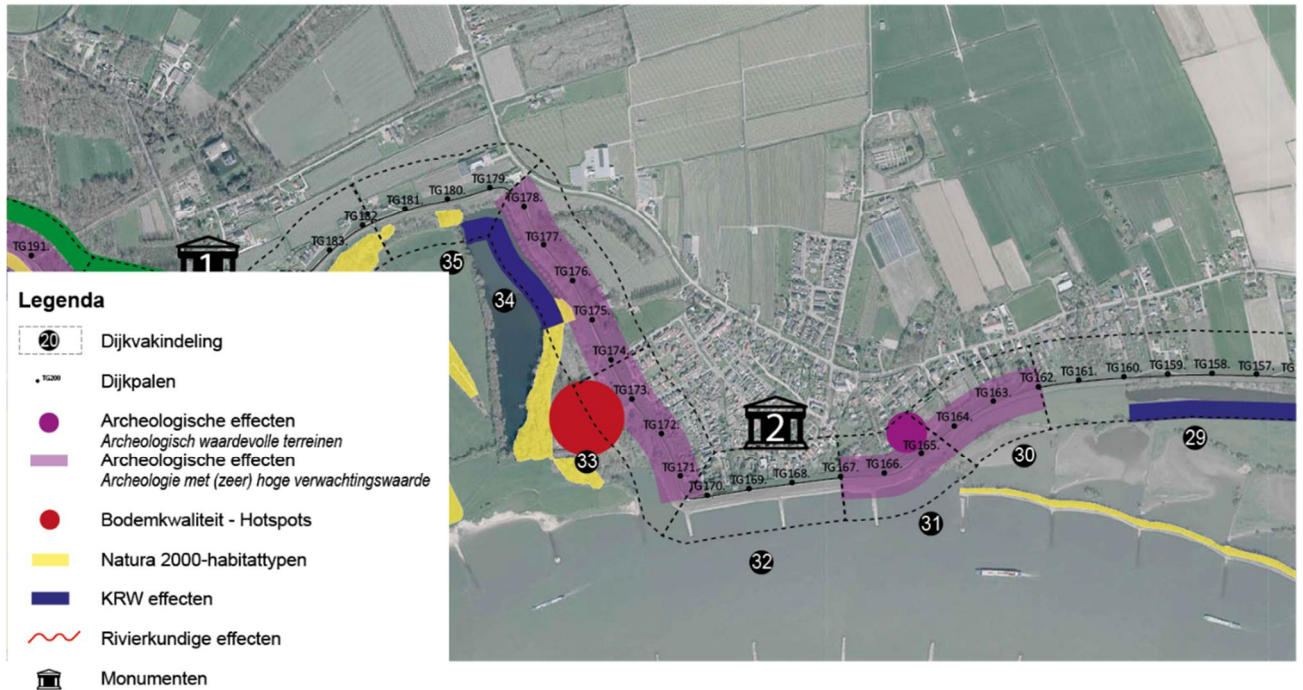 TG179.
TG180.
TG181.
TG178.
TG182.
TG183.
TG177.
TG191.
1
35
TG176.
34
TG175.
TG174.
TG173.
TG172.
33
TG171.
TG170.
TG169.
TG168.
TG167.
TG166.
TG165.
TG164.
TG163.
TG162.
TG161.
TG160.
TG159.
TG158.
TG157.
TG
2
29
30
31
32
Legenda
20 Dijkvakindeling
TG200 Dijkpalen
Archeologische effecten
Archeologisch waardevolle terreinen
Archeologische effecten
Archeologie met (zeer) hoge verwachtingswaarde
Bodemkwaliteit - Hotspots
Natura 2000-habitattypen
KRW effecten
Rivierkundige effecten
Monumenten